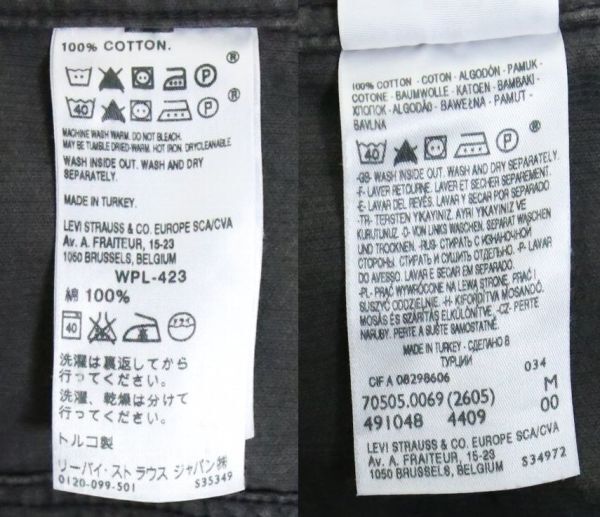 100% COTTON.
®
P
40
P
®
MACHINE WASH WARM. DO NOT BLEACH.
MAY BE TUMBLE DRIED-WARM. HOT IRON. DRYCLEANABLE
WASH INSIDE OUT. WASH AND DRY
SEPARATELY.
MADE IN TURKEY.
LEVI STRAUSS & CO. EUROPE SCA/CVA
Av. A. FRAITEUR, 15-23
1050 BRUSSELS, BELGIUM
WPL-423
綿 100%
40
洗濯は裏返してから
行ってください。
洗濯、乾燥は分けて
行ってください。
トルコ製
リーバイ・ストラウス ジャパン㈱
0120-099-501 S35349
100% COTTON - COTON - ALGODÓN - PAMUK -
COTONE - BAUMWOLLE - KATOEN - BAMBAKI -
ХЛОПОК - ALGODÃO - BAWEŁNA - PAMUT -
BAVLNA
®
40
P
-GB- WASH INSIDE OUT. WASH AND DRY SEPARATELY.
-F- LAVER RETOURNE. LAVER ET SECHER SEPAREMENT.
-E- LAVAR DEL REVÉS. LAVAR Y SECAR POR SEPARADO
-TR- TERSTEN YIKAYINIZ. AYRI YIKAYINIZ VE
KURUTUNUZ. -D- VON LINKS WASCHEN. SEPARAT WASCHEN
UND TROCKNEN. -RUS- СТИРАТЬ С ИЗНАНОЧНОЙ
СТОРОНЫ. СТИРАТЬ И СУШИТЬ ОТДЕЛЬНО. -P- LAVAR
DO AVESSO. LAVAR E SECAR EM SEPARADO.
-PL- PRAĆ WYWRÓCONE NA LEWĄ STRONĘ, PRAĆ I
SUSZYĆ ODDZIELNIE. -H- KIFORDÍTVA MOSANDÓ.
MOSÁS ÉS SZÁRÍTÁS ELKÜLÖNÍTVE. -CZ- PERTE
NARUBY. PERTE A SUŠTE SAMOSTATNĚ.
MADE IN TURKEY - СДЕЛАНО В
ТУРЦИИ
CIF A 08298606 034
70505.0069 (2605) M
491048 4409 00
LEVI STRAUSS & CO. EUROPE SCA/CVA
Av. A. FRAITEUR, 15-23
1050 BRUSSELS, BELGIUM S34972